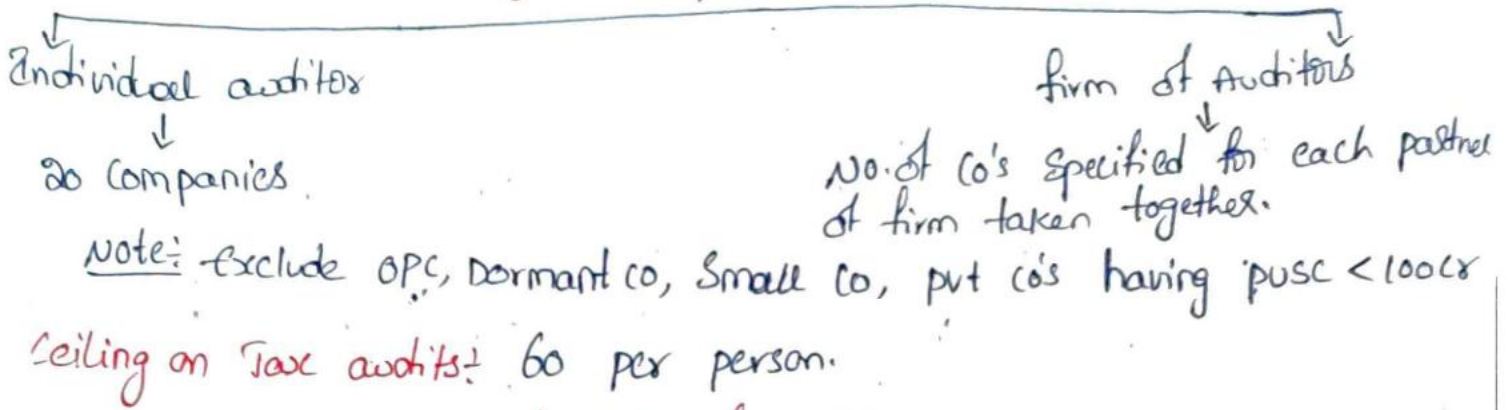 Individual auditor
firm of Auditors
20 Companies.
No. of Co's Specified for each partner
of firm taken together.
Note: Exclude OPC, Dormant co, Small Co, pvt co's having PUSC < 100cr
Ceiling on Tax audits: 60 per person.